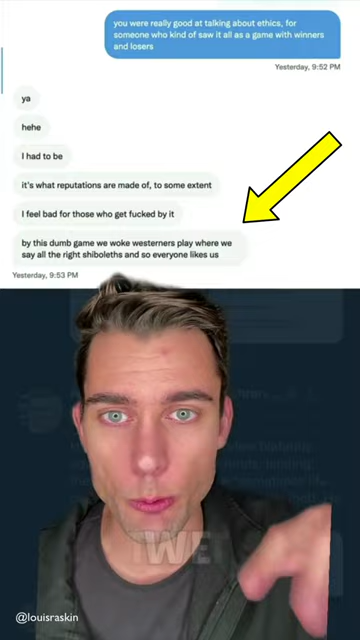 you were really good at talking about ethics, for
someone who kind of saw it all as a game with winners
and losers
Yesterday, 9:52 PM
ya
hehe
I had to be
it's what reputations are made of, to some extent
I feel bad for those who get fucked by it
by this dumb game we woke westerners play where we
say all the right shiboleths and so everyone likes us
Yesterday, 9:53 PM
@louisraskin